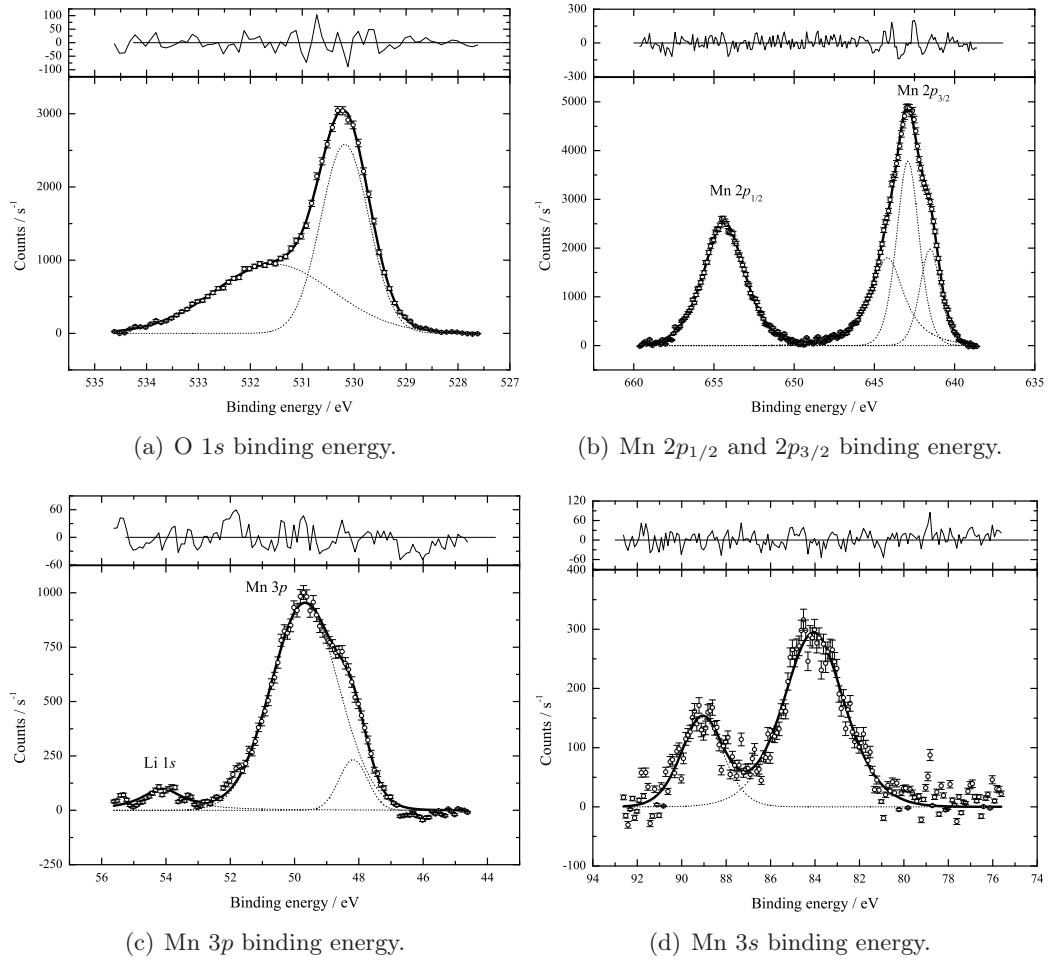 100
50
0
-50
-100
3000
2000
1000
0
Counts / s⁻¹
535 534 533 532 531 530 529 528 527
Binding energy / eV
(a) O 1s binding energy.
300
0
-300
Mn 2p₃/₂
Mn 2p₁/₂
5000
4000
3000
2000
1000
0
Counts / s⁻¹
660 655 650 645 640 635
Binding energy / eV
(b) Mn 2p₁/₂ and 2p₃/₂ binding energy.
60
0
-60
Mn 3p
Li 1s
1000
750
500
250
0
-250
Counts / s⁻¹
56 54 52 50 48 46 44
Binding energy / eV
(c) Mn 3p binding energy.
120
60
0
-60
400
300
200
100
0
-100
Counts / s⁻¹
94 92 90 88 86 84 82 80 78 76 74
Binding energy / eV
(d) Mn 3s binding energy.